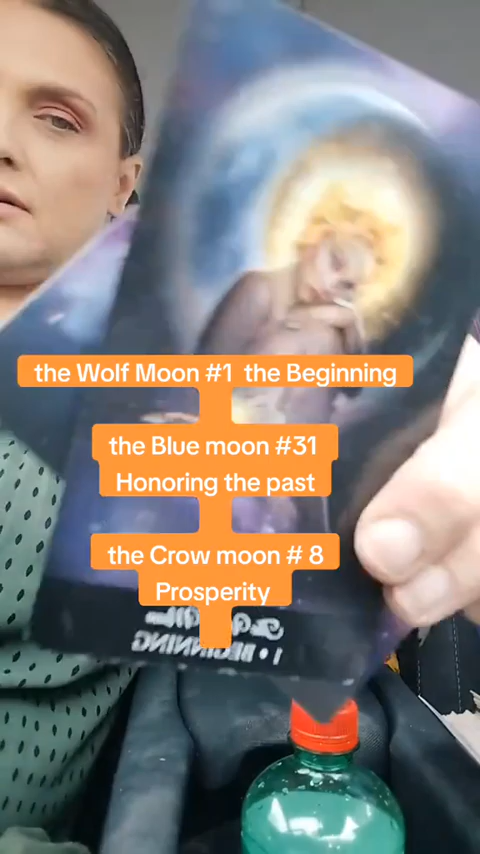 the Wolf Moon #1  the Beginning
the Blue moon #31
Honoring the past
the Crow moon # 8
Prosperity
1 • BEGINNING